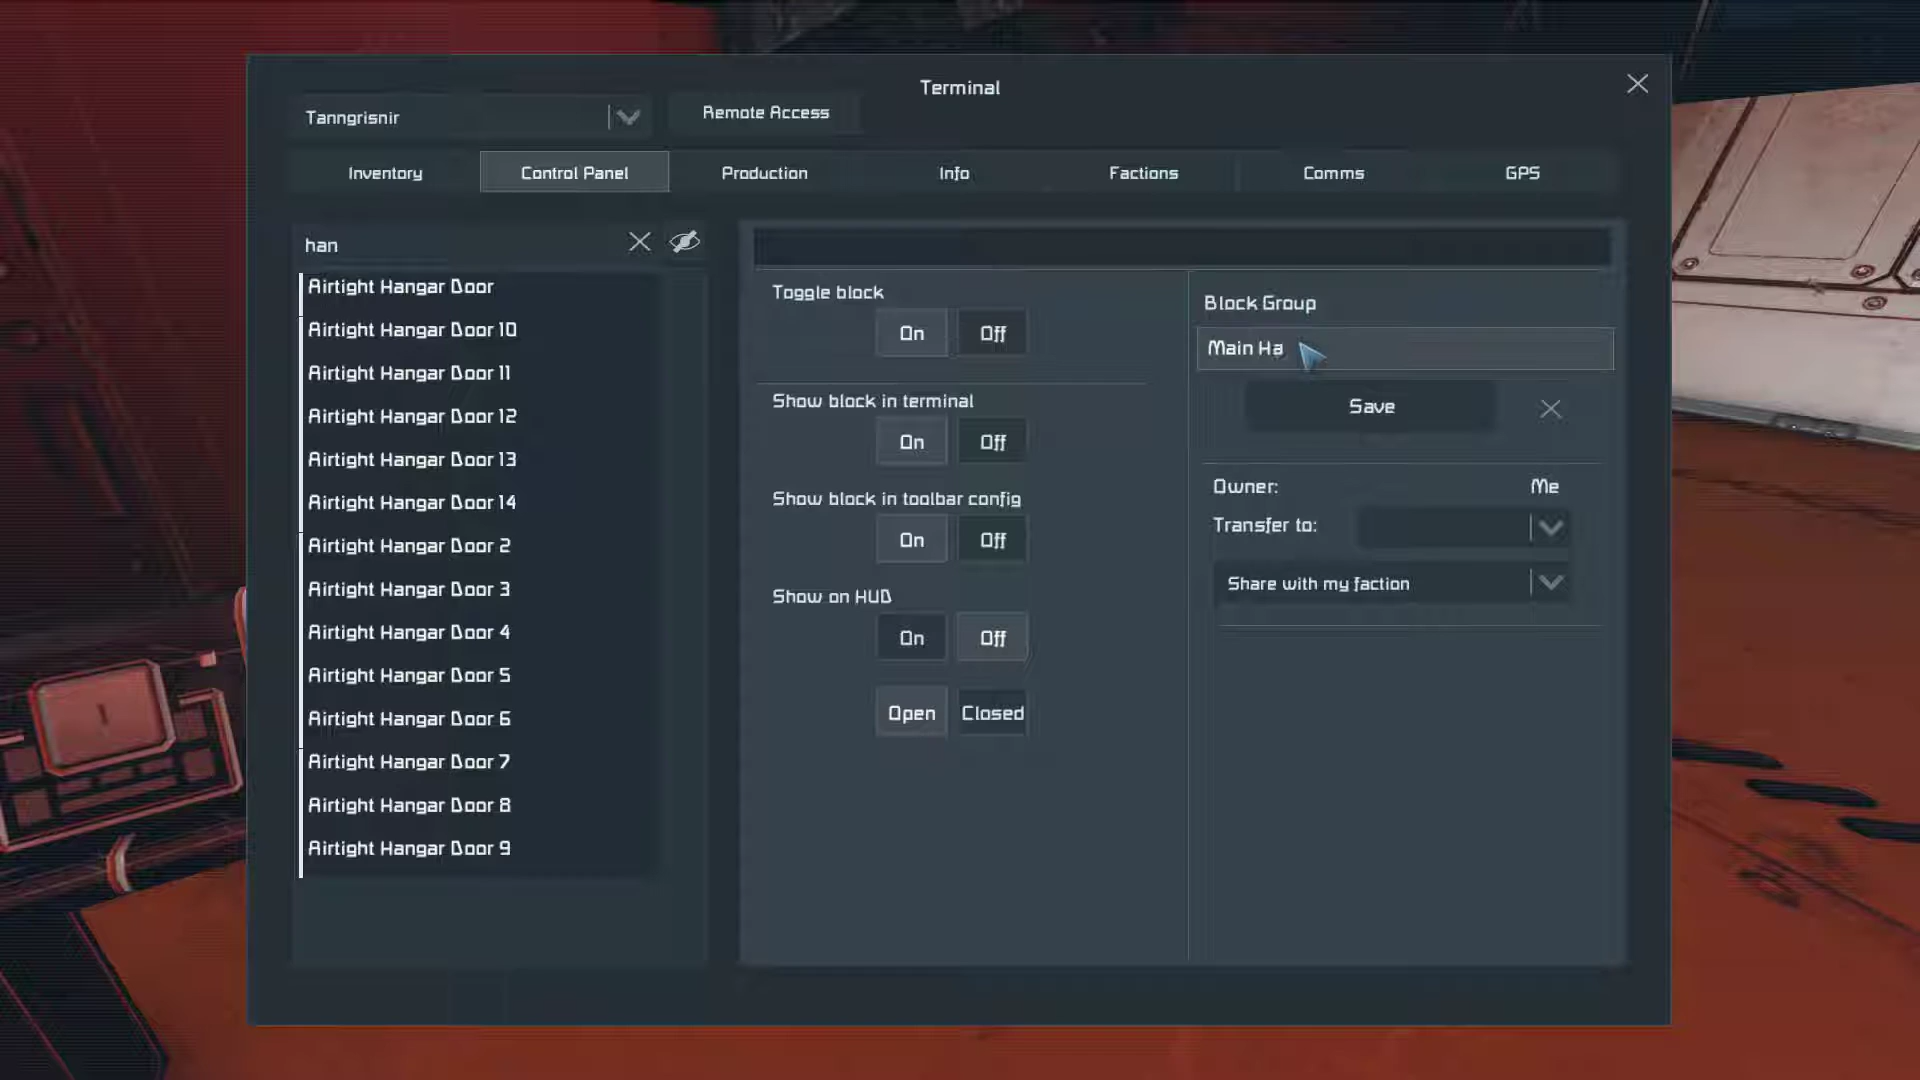 Terminal
Tanngrisnir
Remote Access
Inventory
Control Panel
Production
Info
Factions
Comms
GPS
han
Airtight Hangar Door
Airtight Hangar Door 10
Airtight Hangar Door 11
Airtight Hangar Door 12
Airtight Hangar Door 13
Airtight Hangar Door 14
Airtight Hangar Door 2
Airtight Hangar Door 3
Airtight Hangar Door 4
Airtight Hangar Door 5
Airtight Hangar Door 6
Airtight Hangar Door 7
Airtight Hangar Door 8
Airtight Hangar Door 9
Toggle block
On Off
Show block in terminal
On Off
Show block in toolbar config
On Off
Show on HUD
On Off
Open Closed
Block Group
Main Ha
Save
Owner: Me
Transfer to:
Share with my faction